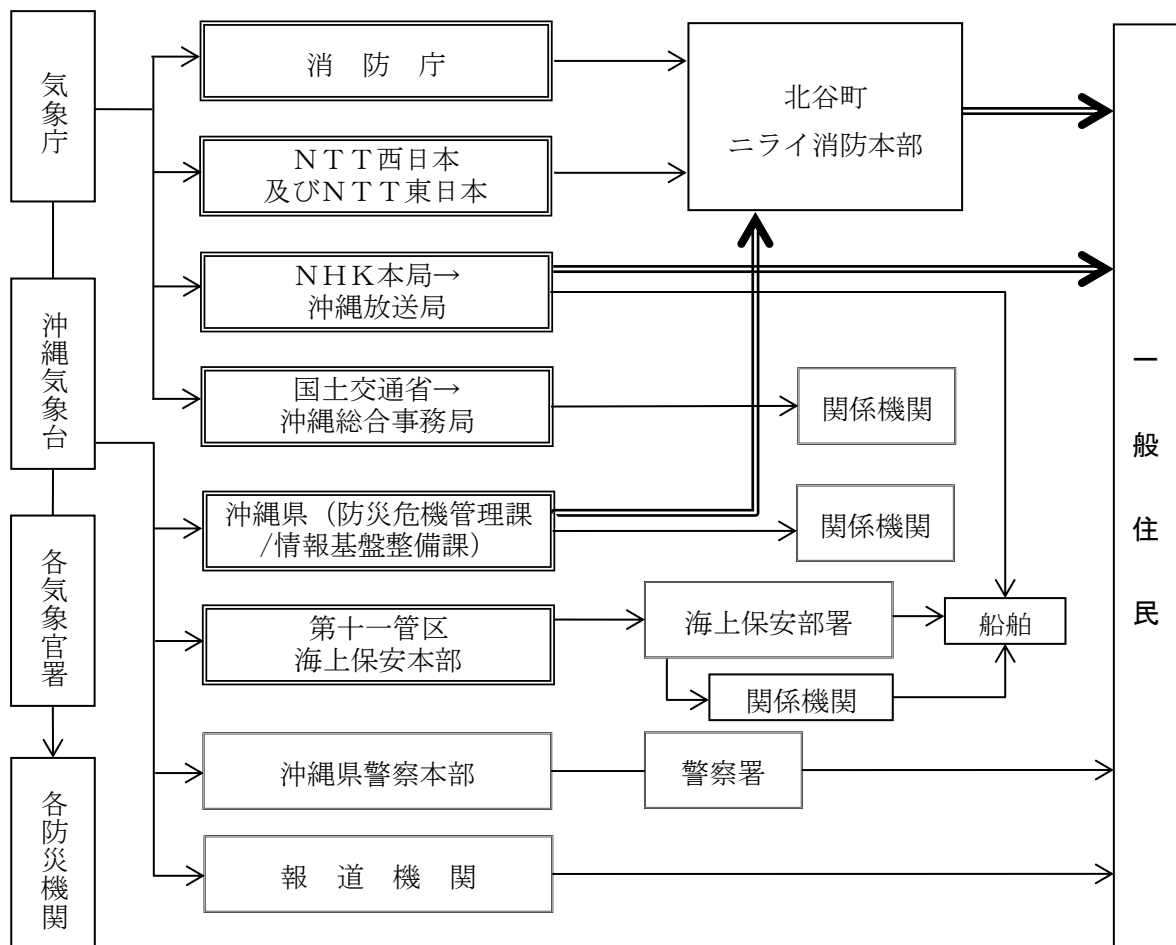 気象庁
沖縄気象台
各気象官署
各防災機関
消　防　庁
ＮＴＴ西日本
及びＮＴＴ東日本
ＮＨＫ本局→
沖縄放送局
国土交通省→
沖縄総合事務局
沖縄県（防災危機管理課
/情報基盤整備課）
第十一管区
海上保安本部
沖縄県警察本部
報　道　機　関
北谷町
ニライ消防本部
関係機関
関係機関
海上保安部署
船舶
関係機関
警察署
一般住民